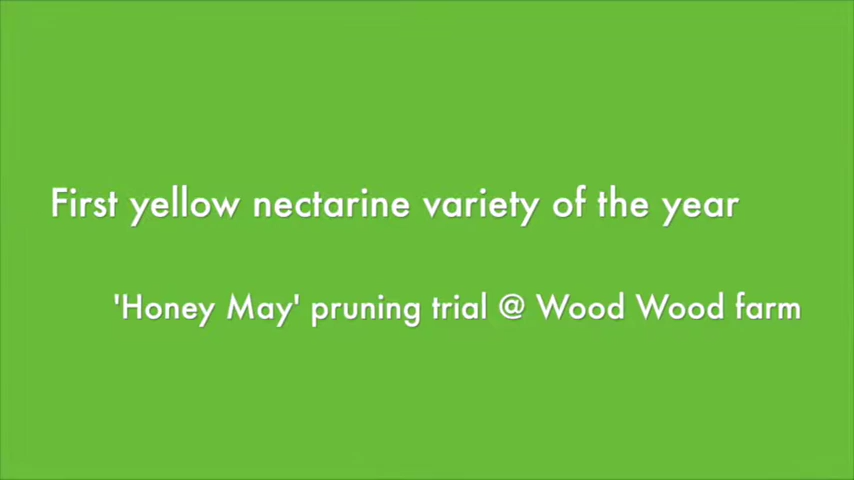 First yellow nectarine variety of the year
'Honey May' pruning trial @ Wood Wood farm